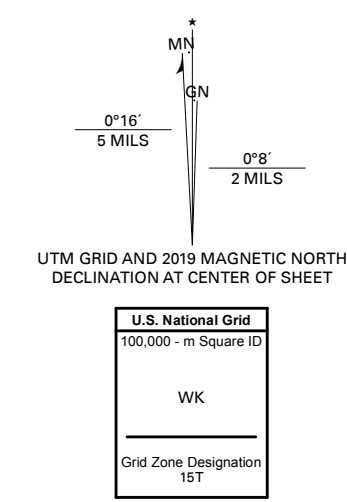 ★
MN
GN
0°16´
5 MILS
0°8´
2 MILS
UTM GRID AND 2019 MAGNETIC NORTH
DECLINATION AT CENTER OF SHEET
U.S. National Grid
100,000 - m Square ID
WK
Grid Zone Designation
15T